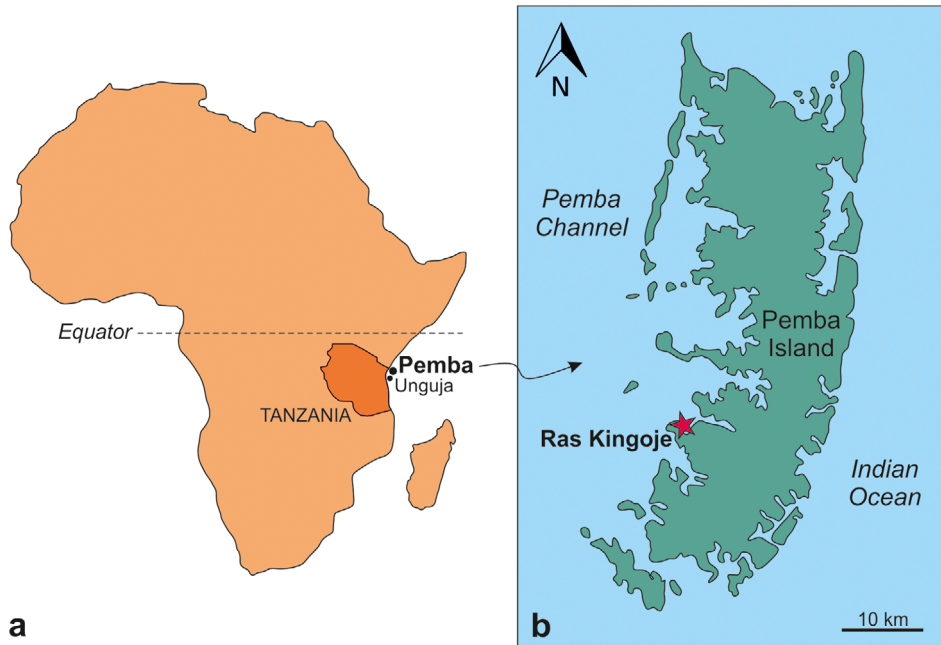 Equator
Pemba
Unguja
TANZANIA
a
N
Pemba
Channel
Pemba
Island
Ras Kingoje
Indian
Ocean
b
10 km